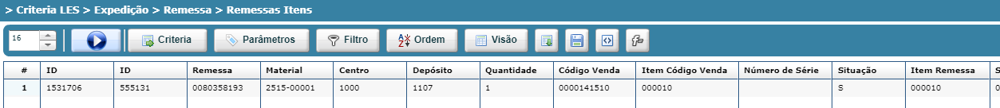 > Criteria LES > Expedição > Remessa > Remessas Itens
16 Criteria Parâmetros Filtro Ordem Visão
# ID ID Remessa Material Centro Depósito Quantidade Código Venda Item Código Venda Número de Série Situação Item Remessa S
1 1531706 555131 0080358193 2515-00001 1000 1107 1 0000141510 000010 S 000010 0